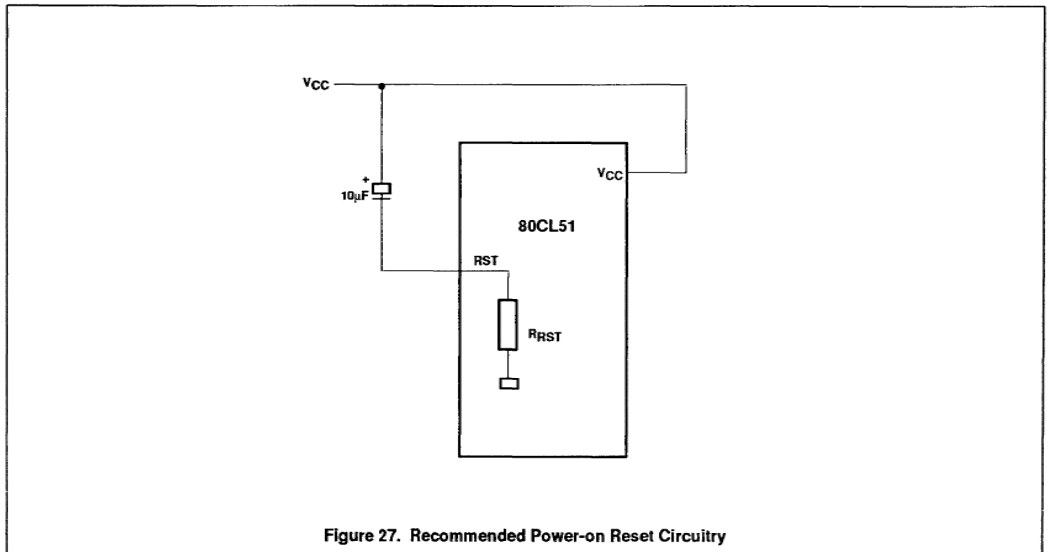 VCC
+
10µF
VCC
80CL51
RST
RRST
Figure 27. Recommended Power-on Reset Circuitry